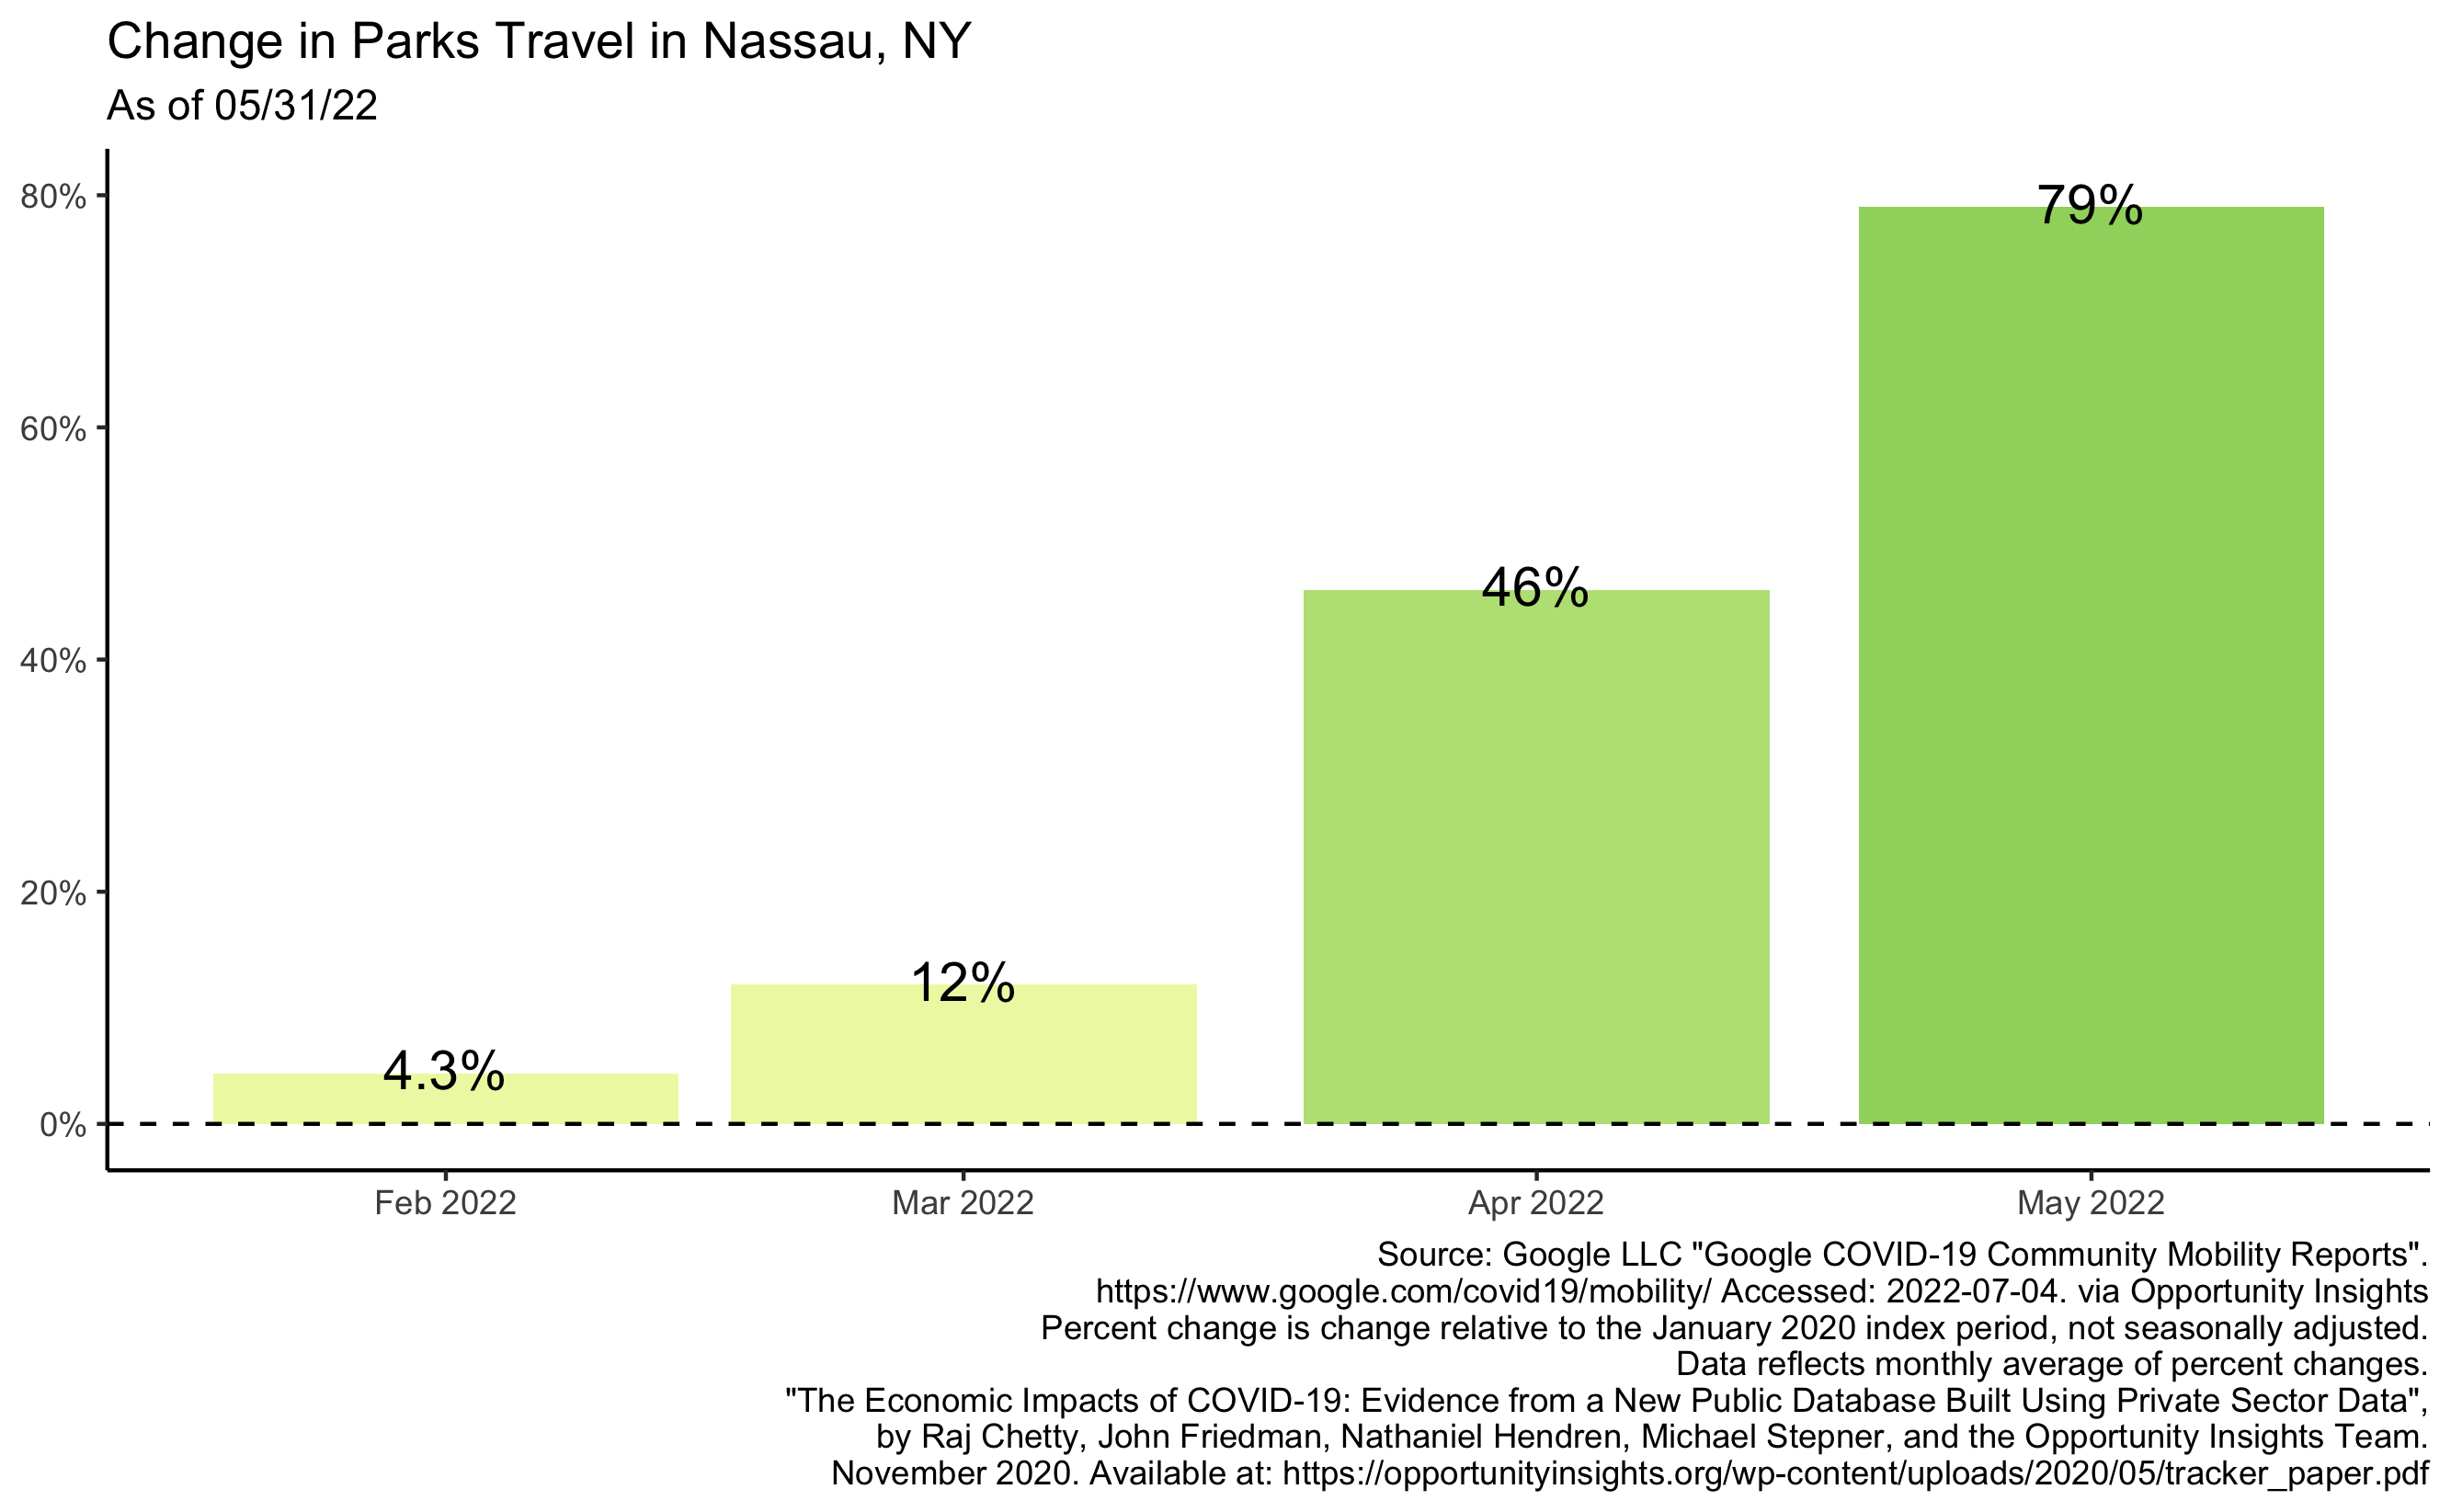 Change in Parks Travel in Nassau, NY
As of 05/31/22
80%
60%
40%
20%
0%
4.3%
12%
46%
79%
Feb 2022
Mar 2022
Apr 2022
May 2022
Source: Google LLC "Google COVID-19 Community Mobility Reports".
https://www.google.com/covid19/mobility/ Accessed: 2022-07-04. via Opportunity Insights
Percent change is change relative to the January 2020 index period, not seasonally adjusted.
Data reflects monthly average of percent changes.
"The Economic Impacts of COVID-19: Evidence from a New Public Database Built Using Private Sector Data",
by Raj Chetty, John Friedman, Nathaniel Hendren, Michael Stepner, and the Opportunity Insights Team.
November 2020. Available at: https://opportunityinsights.org/wp-content/uploads/2020/05/tracker_paper.pdf